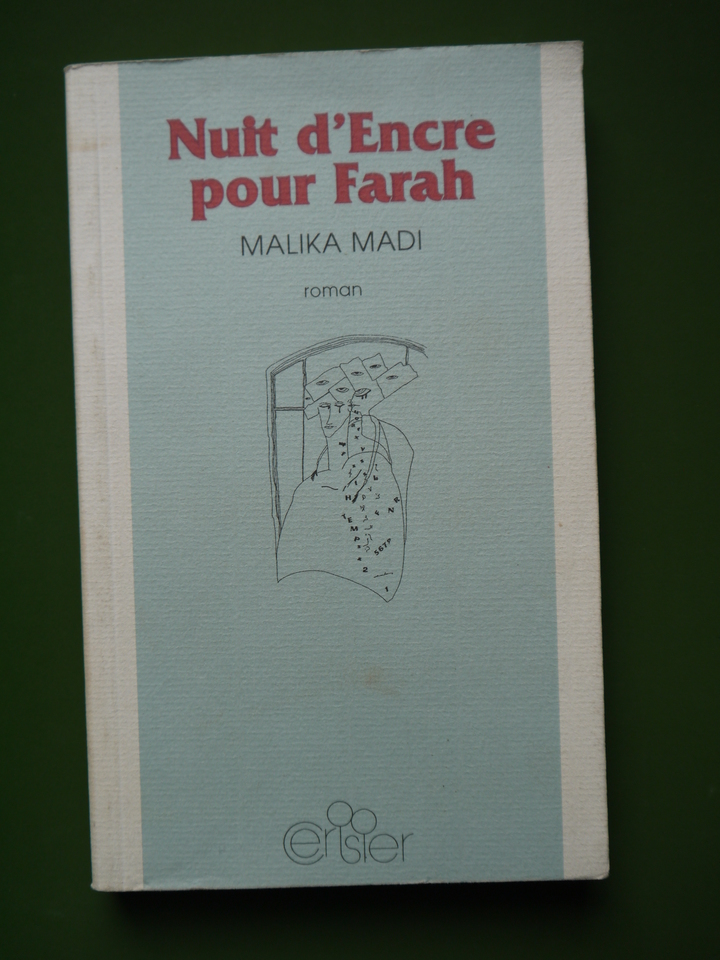 Nuit d'Encre
pour Farah
MALIKA MADI
roman
Cerisier